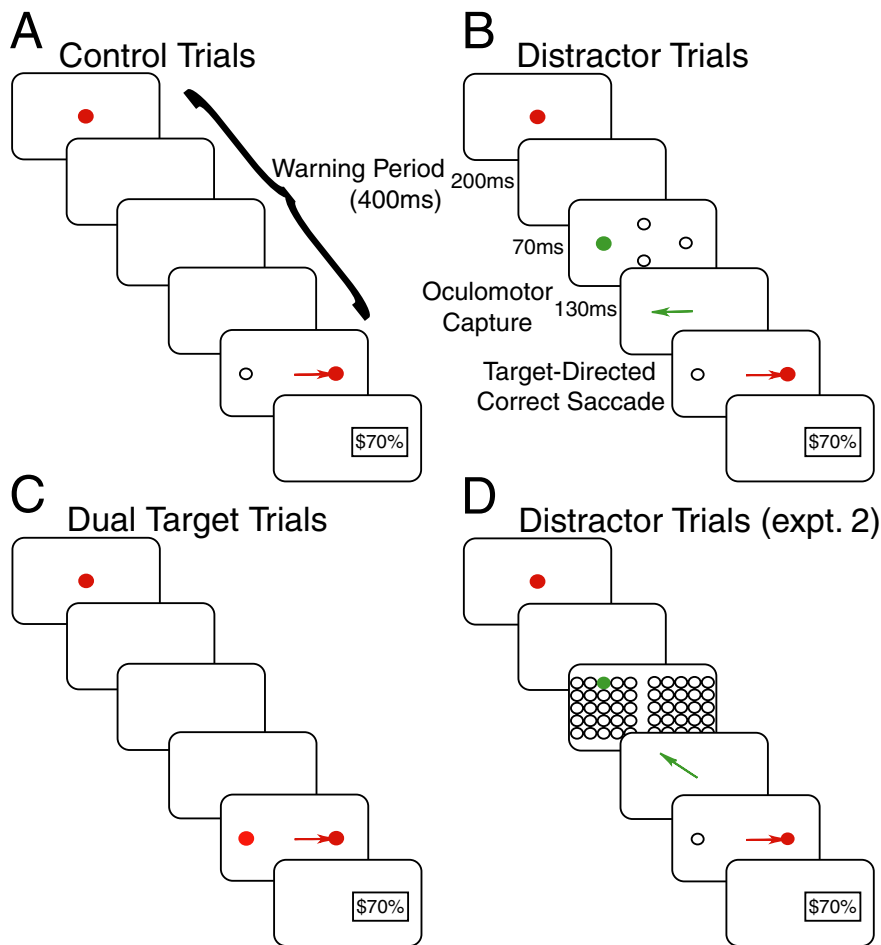 A
Control Trials
Warning Period
(400ms)
$70%
B
Distractor Trials
200ms
70ms
Oculomotor
Capture
130ms
Target-Directed
Correct Saccade
$70%
C
Dual Target Trials
$70%
D
Distractor Trials (expt. 2)
$70%